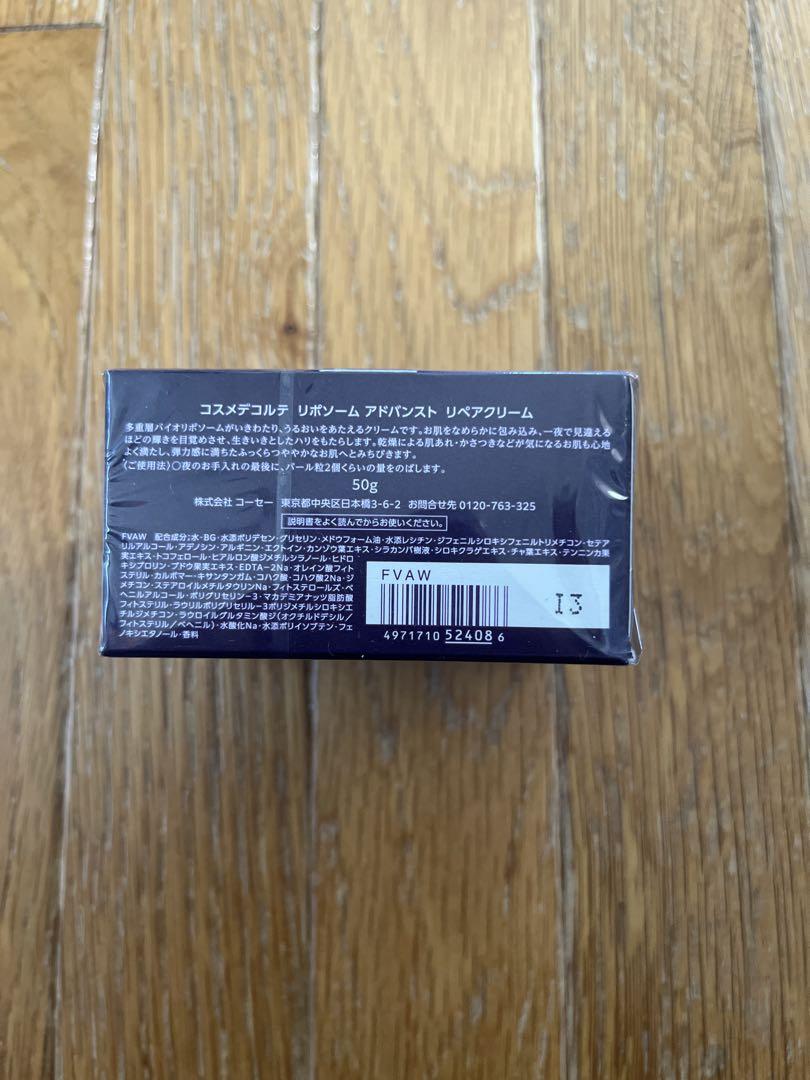 コスメデコルテ リポソーム アドバンスト リペアクリーム
多重層バイオリポソームがいきわたり、うるおいをあたえるクリームです。お肌をなめらかに包み込み、一夜で見違える
ほどの輝きを目覚めさせ、生きいきとしたハリをもたらします。乾燥による肌あれ・かさつきなどが気になるお肌も心地
よく満たし、弾力感に満ちたふっくらつややかなお肌へとみちびきます。
〈ご使用法〉○夜のお手入れの最後に、パール粒2個くらいの量をのばします。
50g
株式会社 コーセー 東京都中央区日本橋3-6-2 お問合せ先 0120-763-325
説明書をよく読んでからお使いください。
FVAW 配合成分;水・BG・水添ポリデセン・グリセリン・メドウフォーム油・水添レシチン・ジフェニルシロキシフェニルトリメチコン・セテア
リルアルコール・アデノシン・アルギニン・エクトイン・カンゾウ葉エキス・シラカンバ樹液・シロキクラゲエキス・チャ葉エキス・テンニンカ果
実エキス・トコフェロール・ヒアルロン酸ジメチルシラノール・ヒドロ
キシプロリン・ブドウ果実エキス・EDTA-2Na・オレイン酸フィト
ステリル・カルボマー・キサンタンガム・コハク酸・コハク酸2Na・ジ
メチコン・ステアロイルメチルタウリンNa・フィトステロールズ・ベ
ヘニルアルコール・ポリグリセリン-3・マカデミアナッツ脂肪酸
フィトステリル・ラウリルポリグリセリル-3ポリジメチルシロキシエ
チルジメチコン・ラウロイルグルタミン酸ジ(オクチルドデシル/
フィトステリル/ベヘニル)・水酸化Na・水添ポリイソブテン・フェ
ノキシエタノール・香料
FVAW
I3
4971710 524086